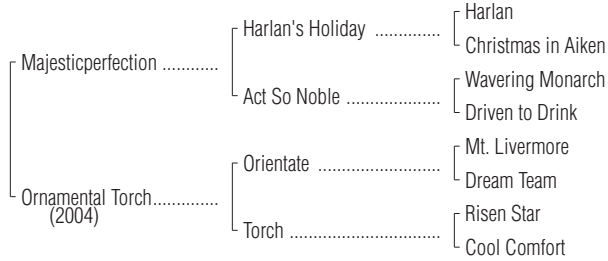 Harlan
Harlan's Holiday ..............
Christmas in Aiken
Majesticperfection ............
Wavering Monarch
Act So Noble ....................
Driven to Drink
Mt. Livermore
Orientate ..........................
Dream Team
Ornamental Torch..............
(2004)
Risen Star
Torch ................................
Cool Comfort